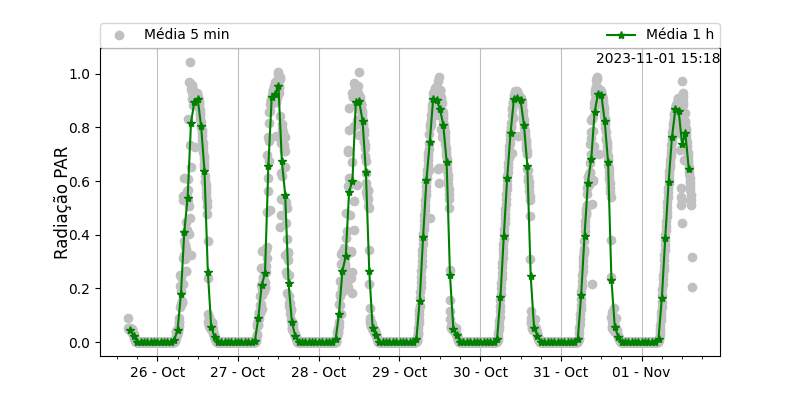 Média 5 min
Média 1 h
2023-11-01 15:18
Radiação PAR
1.0
0.8
0.6
0.4
0.2
0.0
26 - Oct
27 - Oct
28 - Oct
29 - Oct
30 - Oct
31 - Oct
01 - Nov